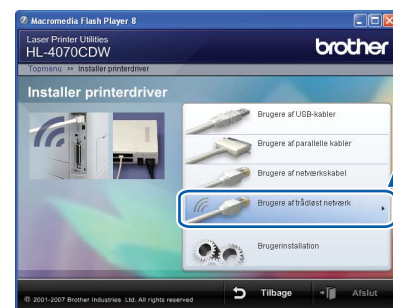 Macromedia Flash Player 8
Laser Printer Utilities
HL-4070CDW
brother
Topmenu >> Installer printerdriver
Installer printerdriver
Brugere af USB-kabler
Brugere af parallelle kabler
Brugere af netværkskabel
Brugere af trådløst netværk
Brugerinstallation
© 2001-2007 Brother Industries Ltd. All rights reserved
Tilbage
Afslut